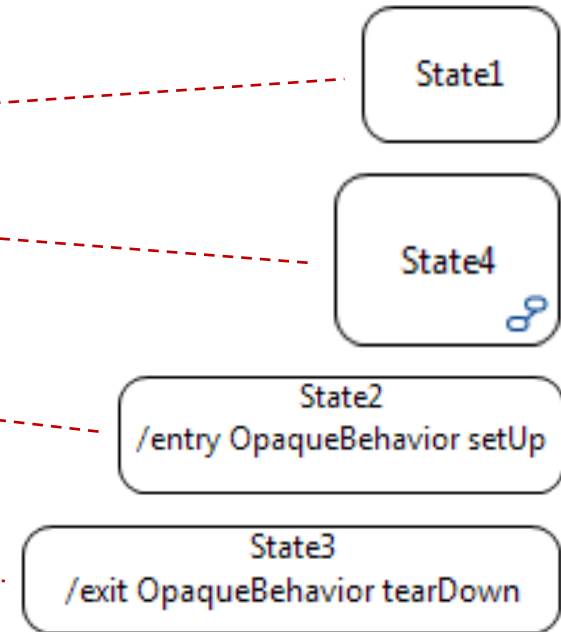 State1
State4
State2
/entry OpaqueBehavior setUp
State3
/exit OpaqueBehavior tearDown